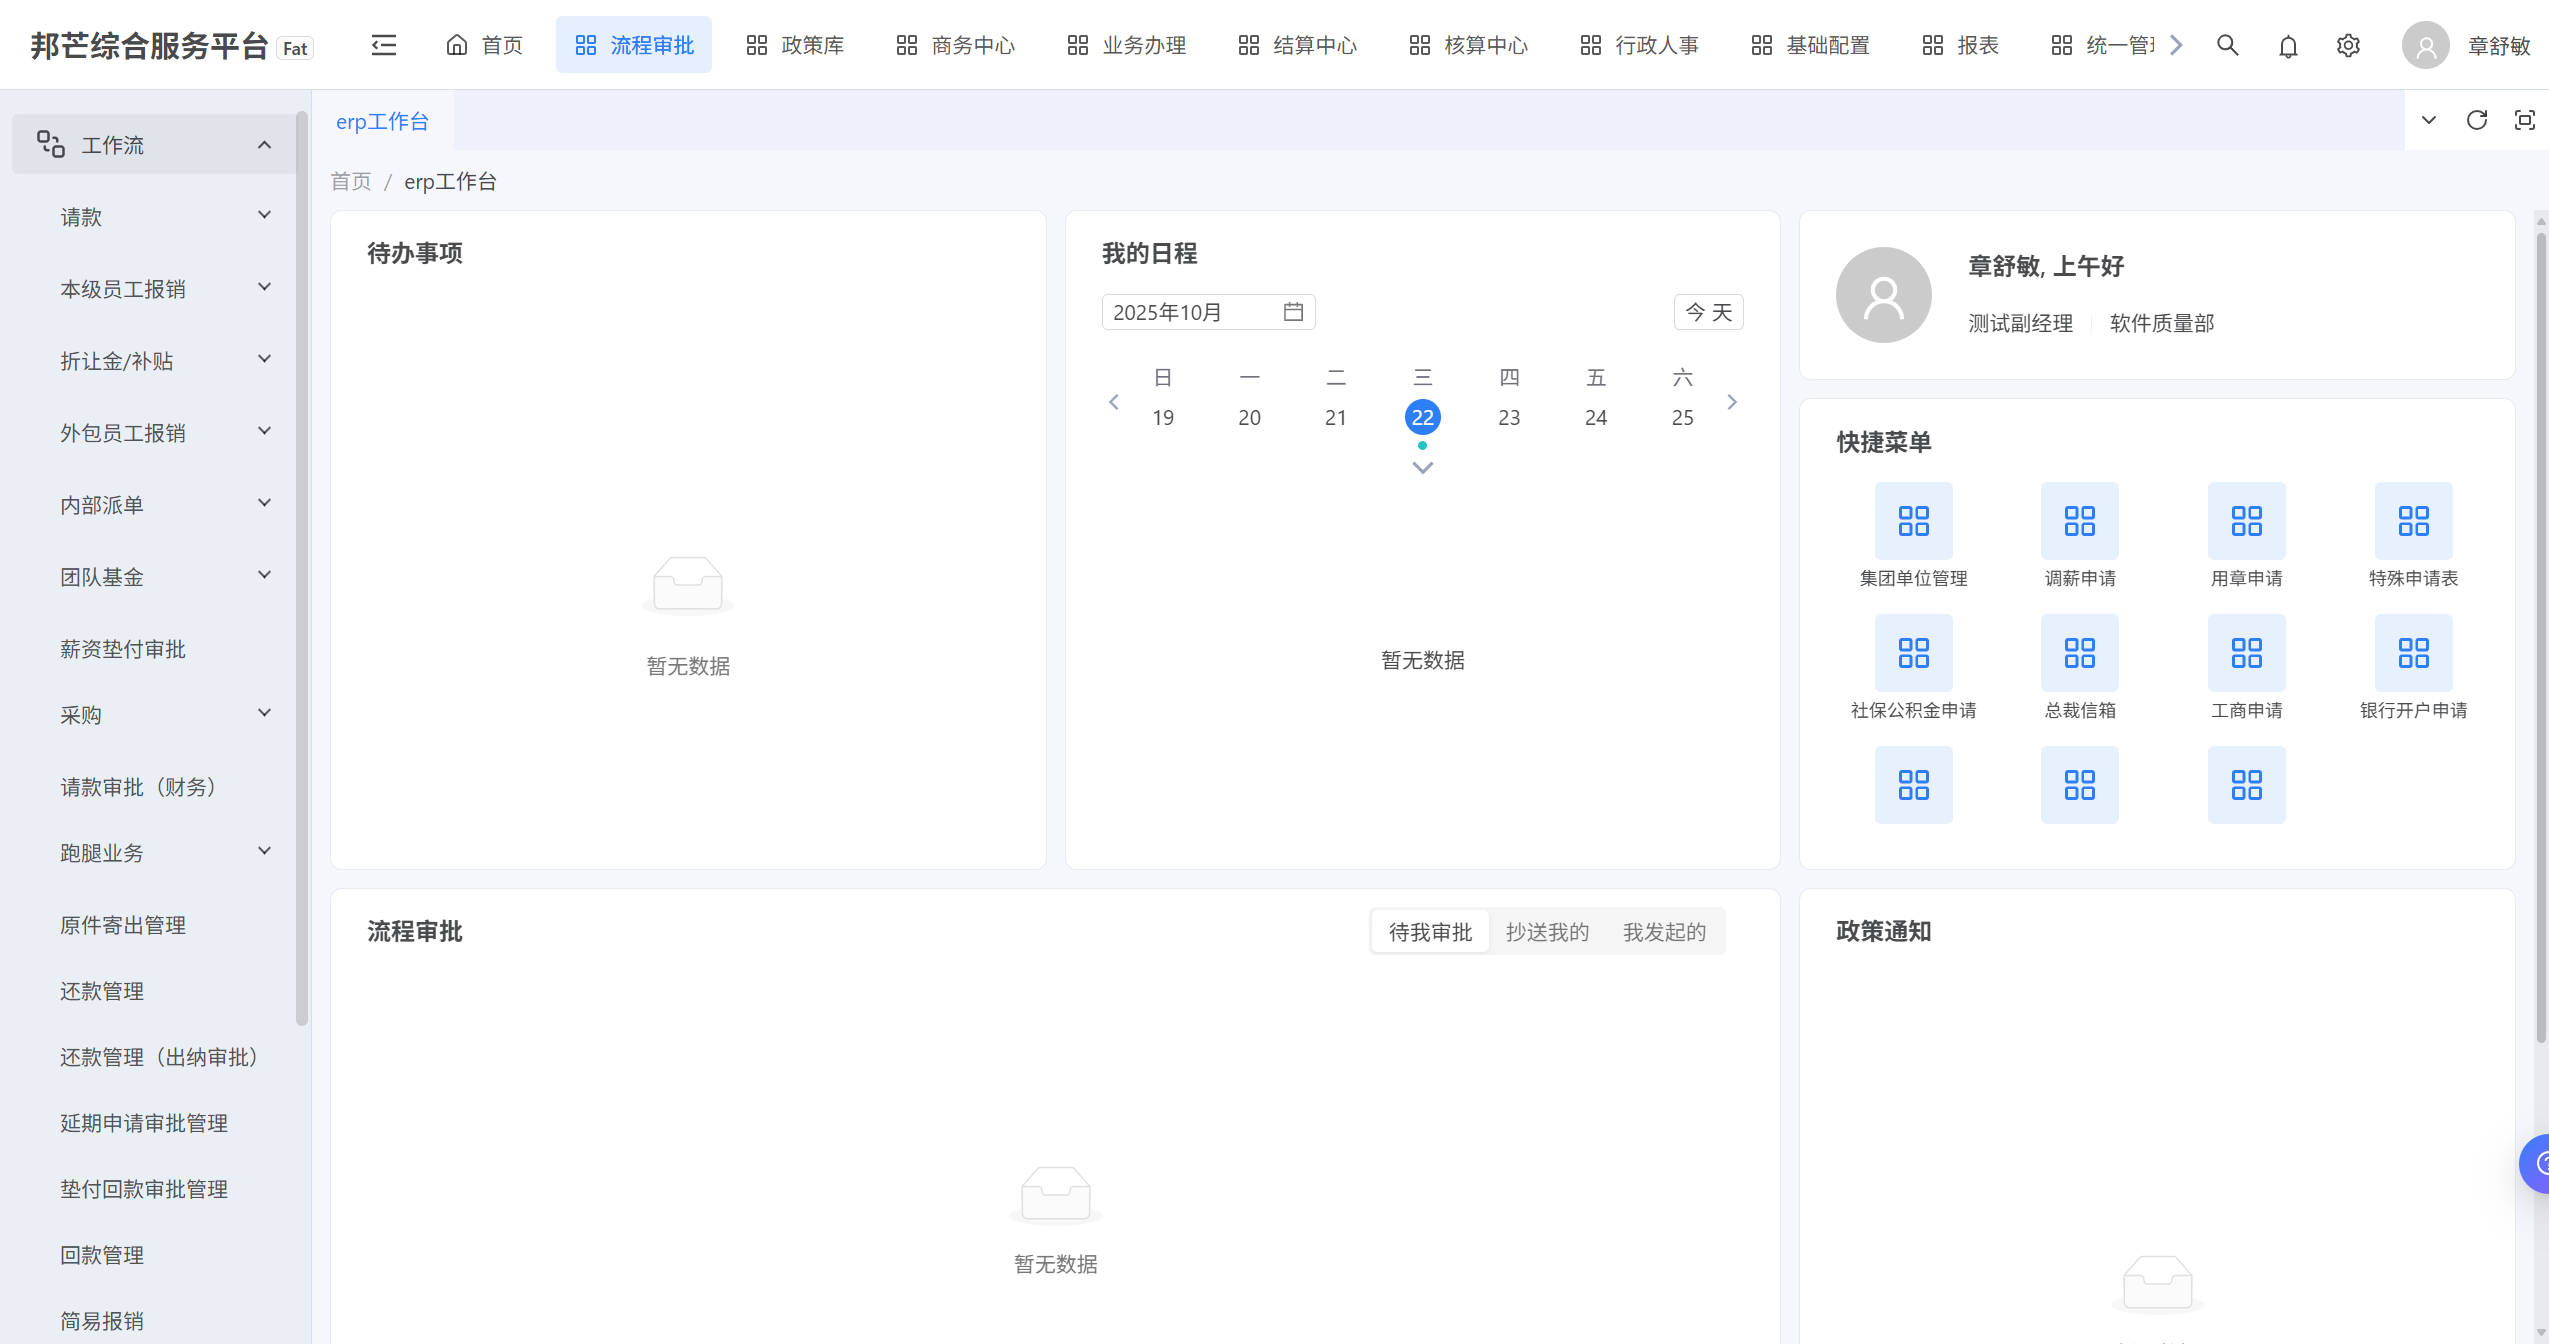 邦芒综合服务平台 Fat
首页 流程审批 政策库 商务中心 业务办理 结算中心 核算中心 行政人事 基础配置 报表 统一管
章舒敏
工作流
请款
本级员工报销
折让金/补贴
外包员工报销
内部派单
团队基金
薪资垫付审批
采购
请款审批（财务）
跑腿业务
原件寄出管理
还款管理
还款管理（出纳审批）
延期申请审批管理
垫付回款审批管理
回款管理
简易报销
erp工作台
首页 / erp工作台
待办事项
暂无数据
我的日程
2025年10月
今 天
日 一 二 三 四 五 六
19 20 21 22 23 24 25
暂无数据
章舒敏, 上午好
测试副经理 软件质量部
快捷菜单
集团单位管理 调薪申请 用章申请 特殊申请表
社保公积金申请 总裁信箱 工商申请 银行开户申请
流程审批
待我审批 抄送我的 我发起的
暂无数据
政策通知